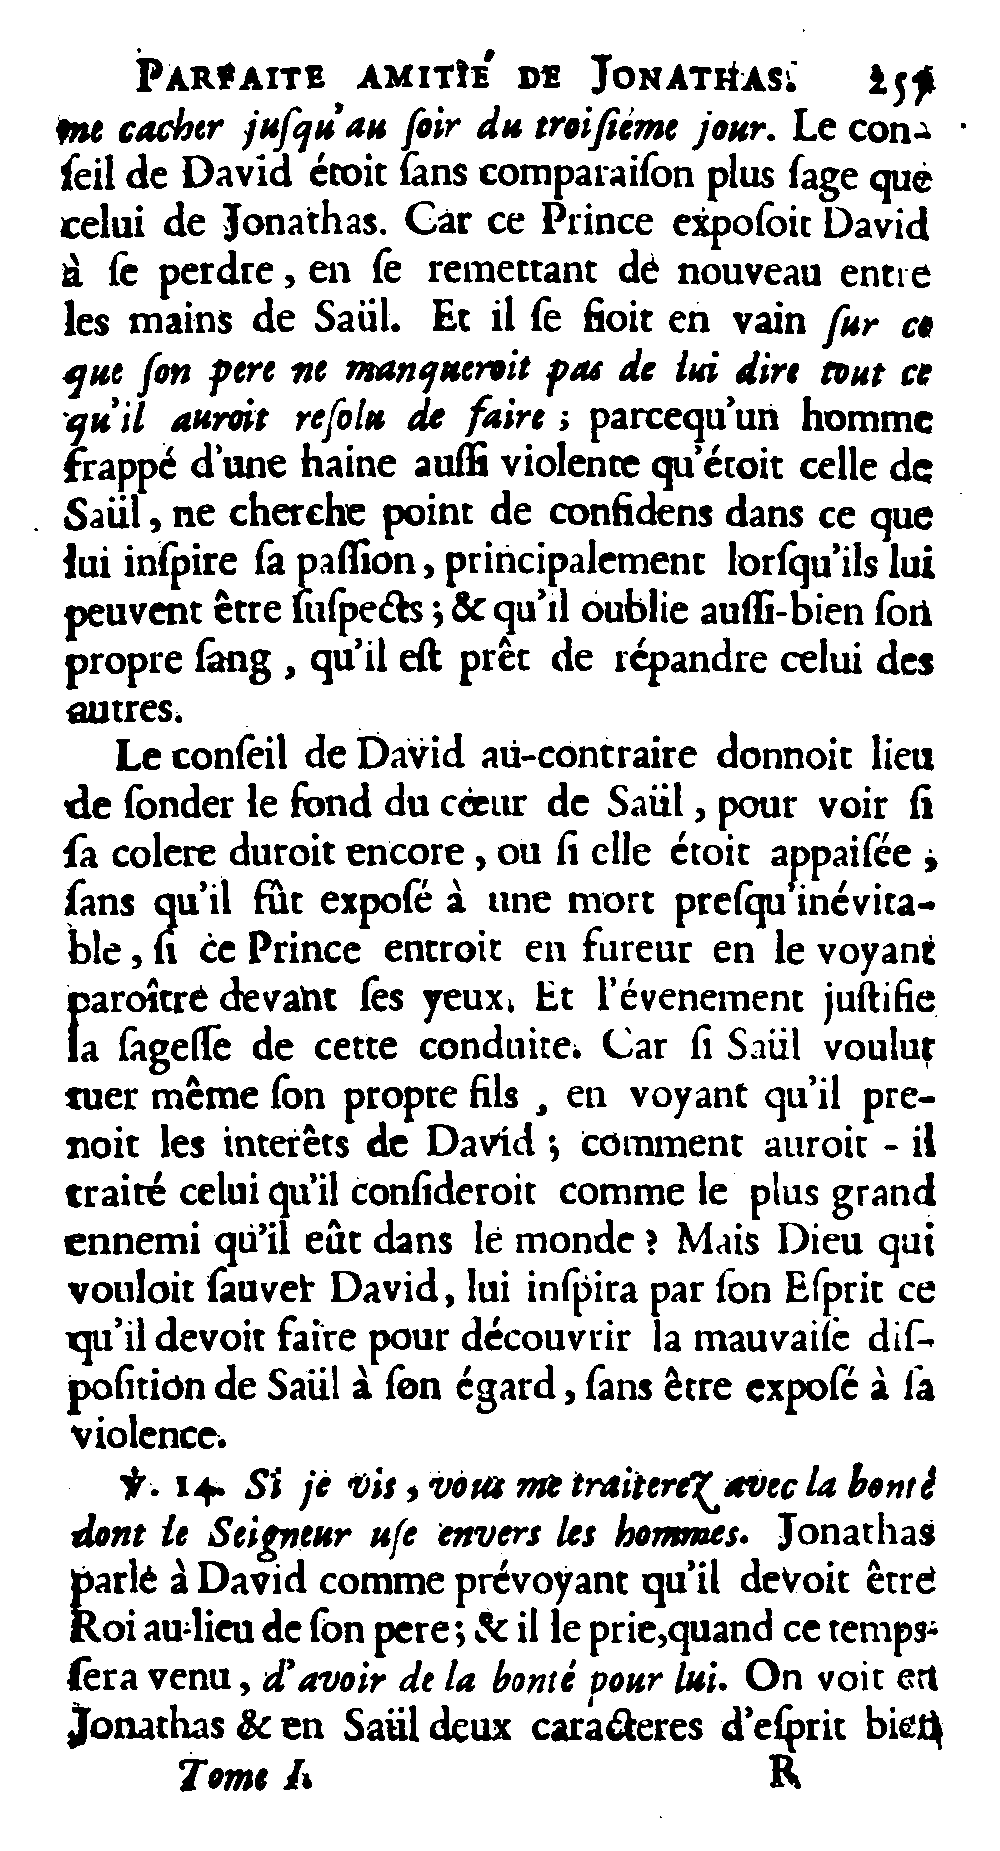 PARFAITE AMITIÉ DE JONATHAS. 257
me cacher juſqu'au ſoir du troiſiéme jour. Le con-
ſeil de David étoit ſans comparaiſon plus ſage que
celui de Jonathas. Car ce Prince expoſoit David
à ſe perdre, en ſe remettant de nouveau entre
les mains de Saül. Et il ſe fioit en vain ſur ce
que ſon pere ne manqueroit pas de lui dire tout ce
qu'il auroit reſolu de faire ; parcequ'un homme
frappé d'une haine auſſi violente qu'étoit celle de
Saül, ne cherche point de confidens dans ce que
lui inſpire ſa paſſion, principalement lorſqu'ils lui
peuvent être ſuſpects ; & qu'il oublie auſſi-bien ſon
propre ſang, qu'il eſt prêt de répandre celui des
autres.
Le conſeil de David au-contraire donnoit lieu
de ſonder le fond du cœur de Saül, pour voir ſi
ſa colere duroit encore, ou ſi elle étoit appaiſée ;
ſans qu'il fût expoſé à une mort preſqu'inévita-
ble, ſi ce Prince entroit en fureur en le voyant
paroître devant ſes yeux. Et l'évenement juſtifie
la ſageſſe de cette conduite. Car ſi Saül voulut
tuer même ſon propre fils, en voyant qu'il pre-
noit les interêts de David ; comment auroit-il
traité celui qu'il conſideroit comme le plus grand
ennemi qu'il eût dans le monde ? Mais Dieu qui
vouloit ſauver David, lui inſpira par ſon Eſprit ce
qu'il devoit faire pour découvrir la mauvaiſe diſ-
poſition de Saül à ſon égard, ſans être expoſé à ſa
violence.
℣. 14. Si je vis, vous me traiterez avec la bonté
dont le Seigneur uſe envers les hommes. Jonathas
parle à David comme prévoyant qu'il devoit être
Roi au-lieu de ſon pere ; & il le prie, quand ce temps
ſera venu, d'avoir de la bonté pour lui. On voit en
Jonathas & en Saül deux caracteres d'eſprit bien
Tome I. R